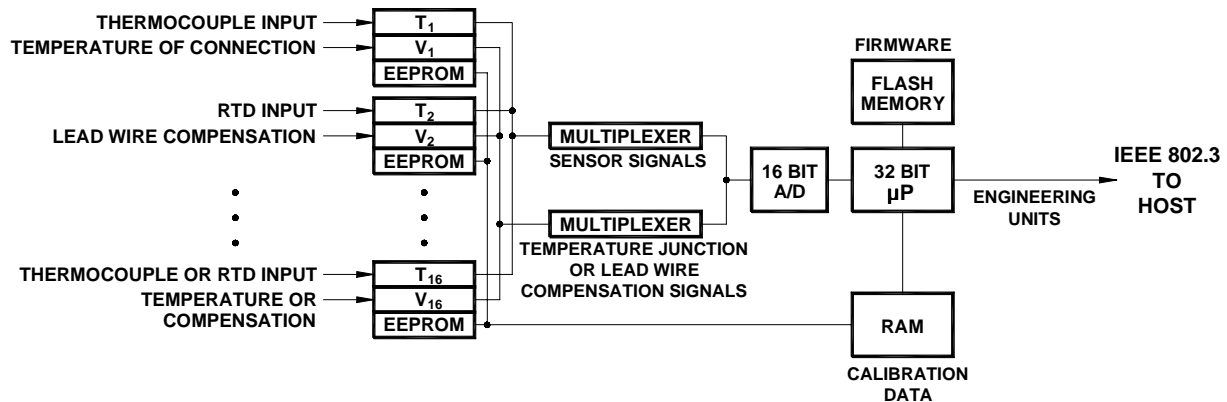 THERMOCOUPLE INPUT
T1
TEMPERATURE OF CONNECTION
V1
EEPROM
RTD INPUT
T2
LEAD WIRE COMPENSATION
V2
EEPROM
THERMOCOUPLE OR RTD INPUT
T16
TEMPERATURE OR
COMPENSATION
V16
EEPROM
MULTIPLEXER
SENSOR SIGNALS
MULTIPLEXER
TEMPERATURE JUNCTION
OR LEAD WIRE
COMPENSATION SIGNALS
16 BIT
A/D
FIRMWARE
FLASH
MEMORY
32 BIT
µP
RAM
CALIBRATION
DATA
ENGINEERING
UNITS
IEEE 802.3
TO
HOST